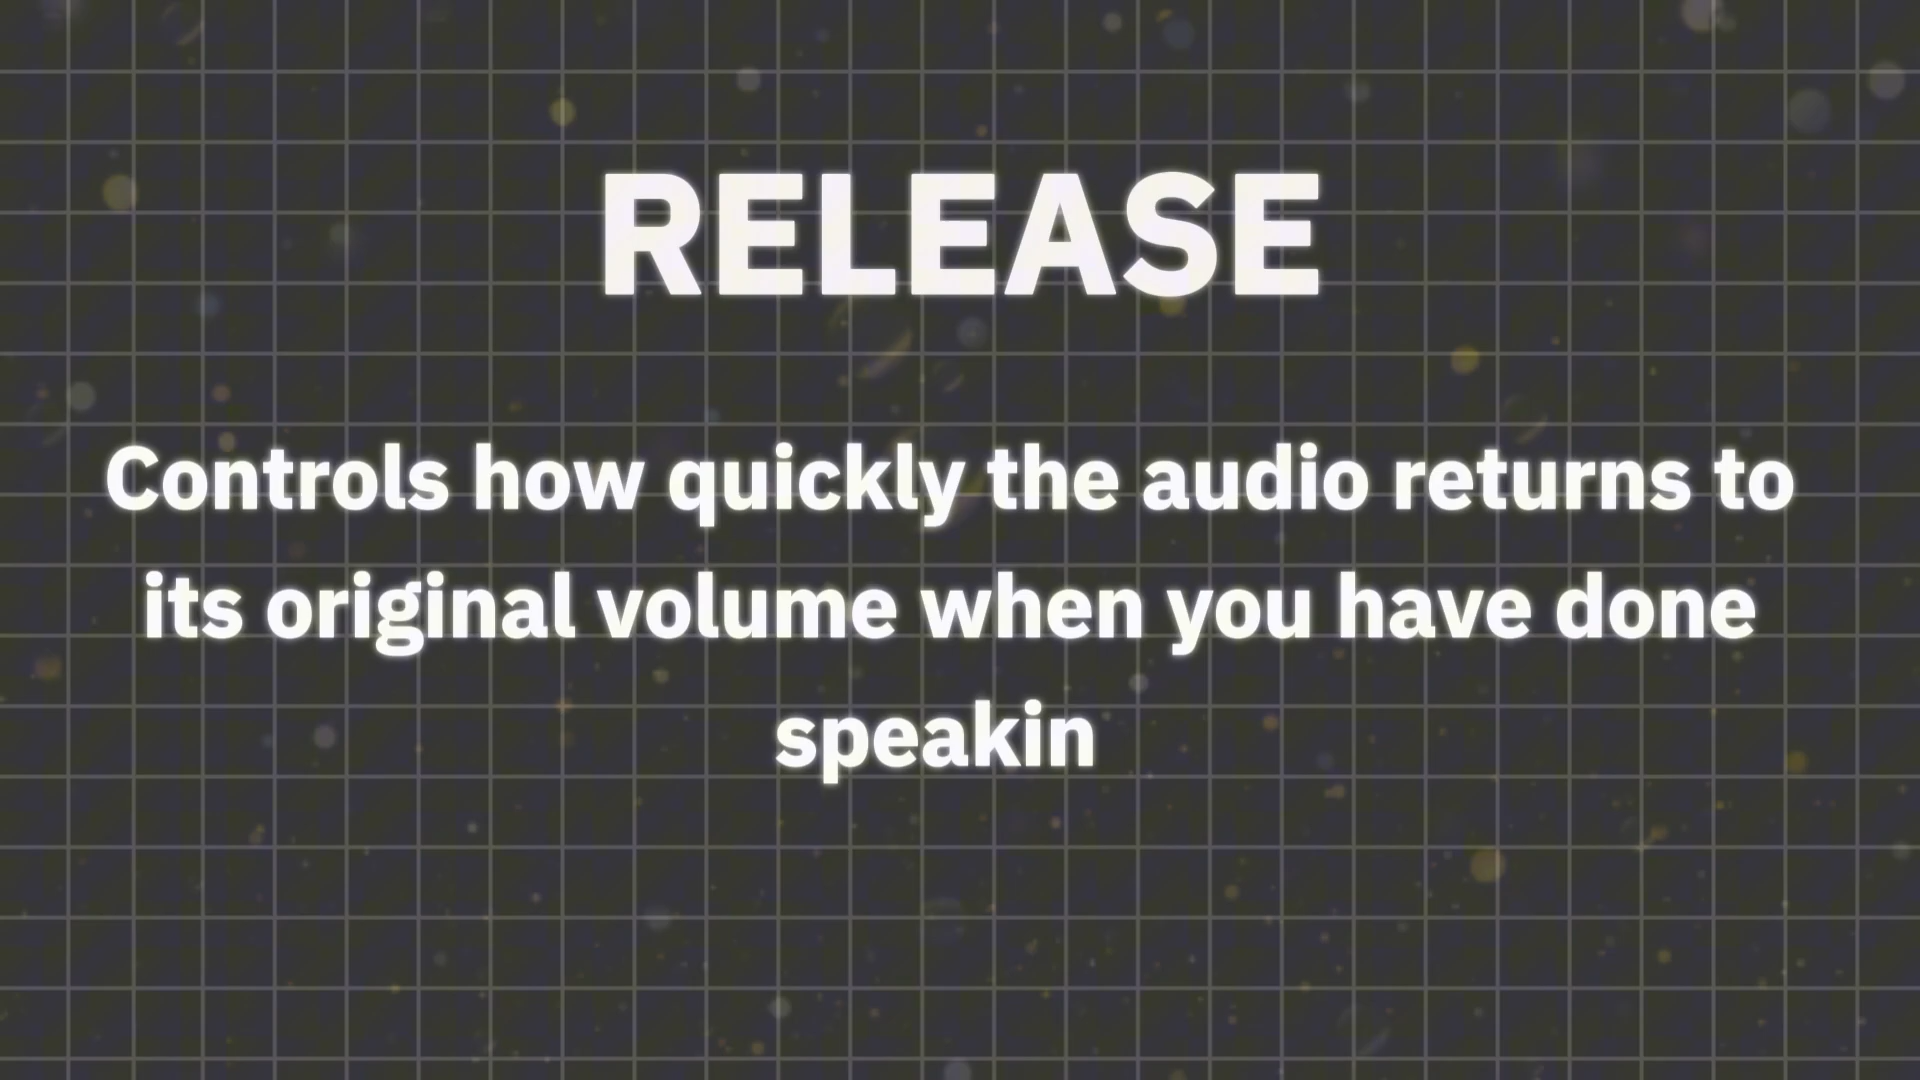 RELEASE
Controls how quickly the audio returns to
its original volume when you have done
speakin